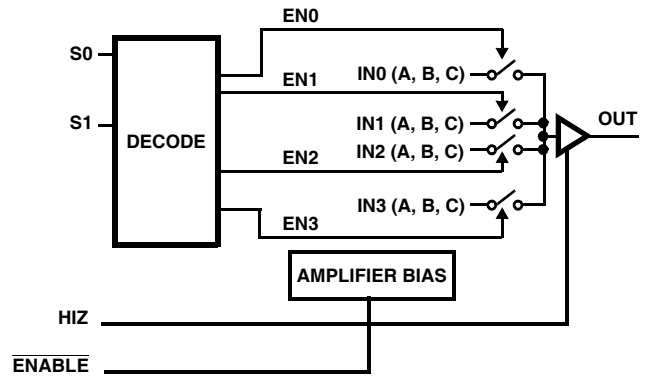 EN0
S0
IN0 (A, B, C)
EN1
OUT
S1
IN1 (A, B, C)
DECODE
IN2 (A, B, C)
EN2
IN3 (A, B, C)
EN3
AMPLIFIER BIAS
HIZ
ENABLE